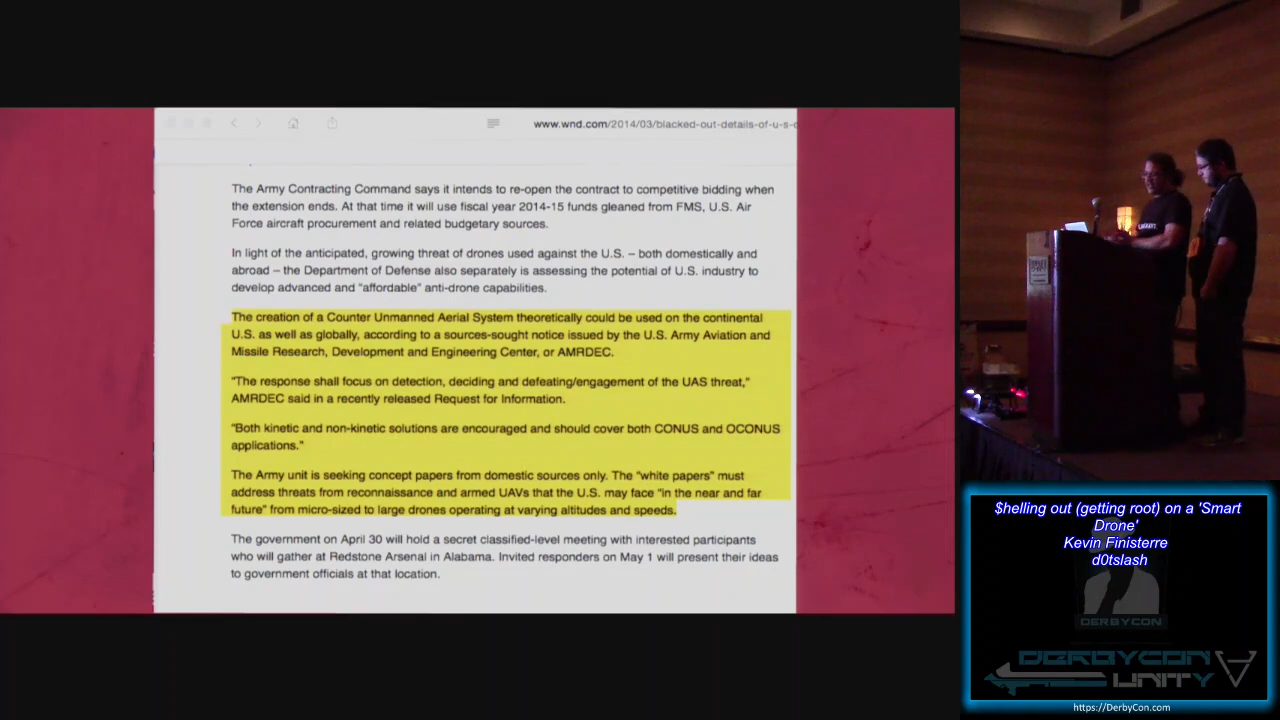 www.wnd.com/2014/03/blacked-out-details-of-u-s-
The Army Contracting Command says it intends to re-open the contract to competitive bidding when
the extension ends. At that time it will use fiscal year 2014-15 funds gleaned from FMS, U.S. Air
Force aircraft procurement and related budgetary sources.
In light of the anticipated, growing threat of drones used against the U.S. – both domestically and
abroad – the Department of Defense also separately is assessing the potential of U.S. industry to
develop advanced and “affordable” anti-drone capabilities.
The creation of a Counter Unmanned Aerial System theoretically could be used on the continental
U.S. as well as globally, according to a sources-sought notice issued by the U.S. Army Aviation and
Missile Research, Development and Engineering Center, or AMRDEC.
“The response shall focus on detection, deciding and defeating/engagement of the UAS threat,”
AMRDEC said in a recently released Request for Information.
“Both kinetic and non-kinetic solutions are encouraged and should cover both CONUS and OCONUS
applications.”
The Army unit is seeking concept papers from domestic sources only. The “white papers” must
address threats from reconnaissance and armed UAVs that the U.S. may face “in the near and far
future” from micro-sized to large drones operating at varying altitudes and speeds.
The government on April 30 will hold a secret classified-level meeting with interested participants
who will gather at Redstone Arsenal in Alabama. Invited responders on May 1 will present their ideas
to government officials at that location.
$helling out (getting root) on a 'Smart
Drone'
Kevin Finisterre
d0tslash
DERBYCON
DERBYCON
UNITY
https://DerbyCon.com